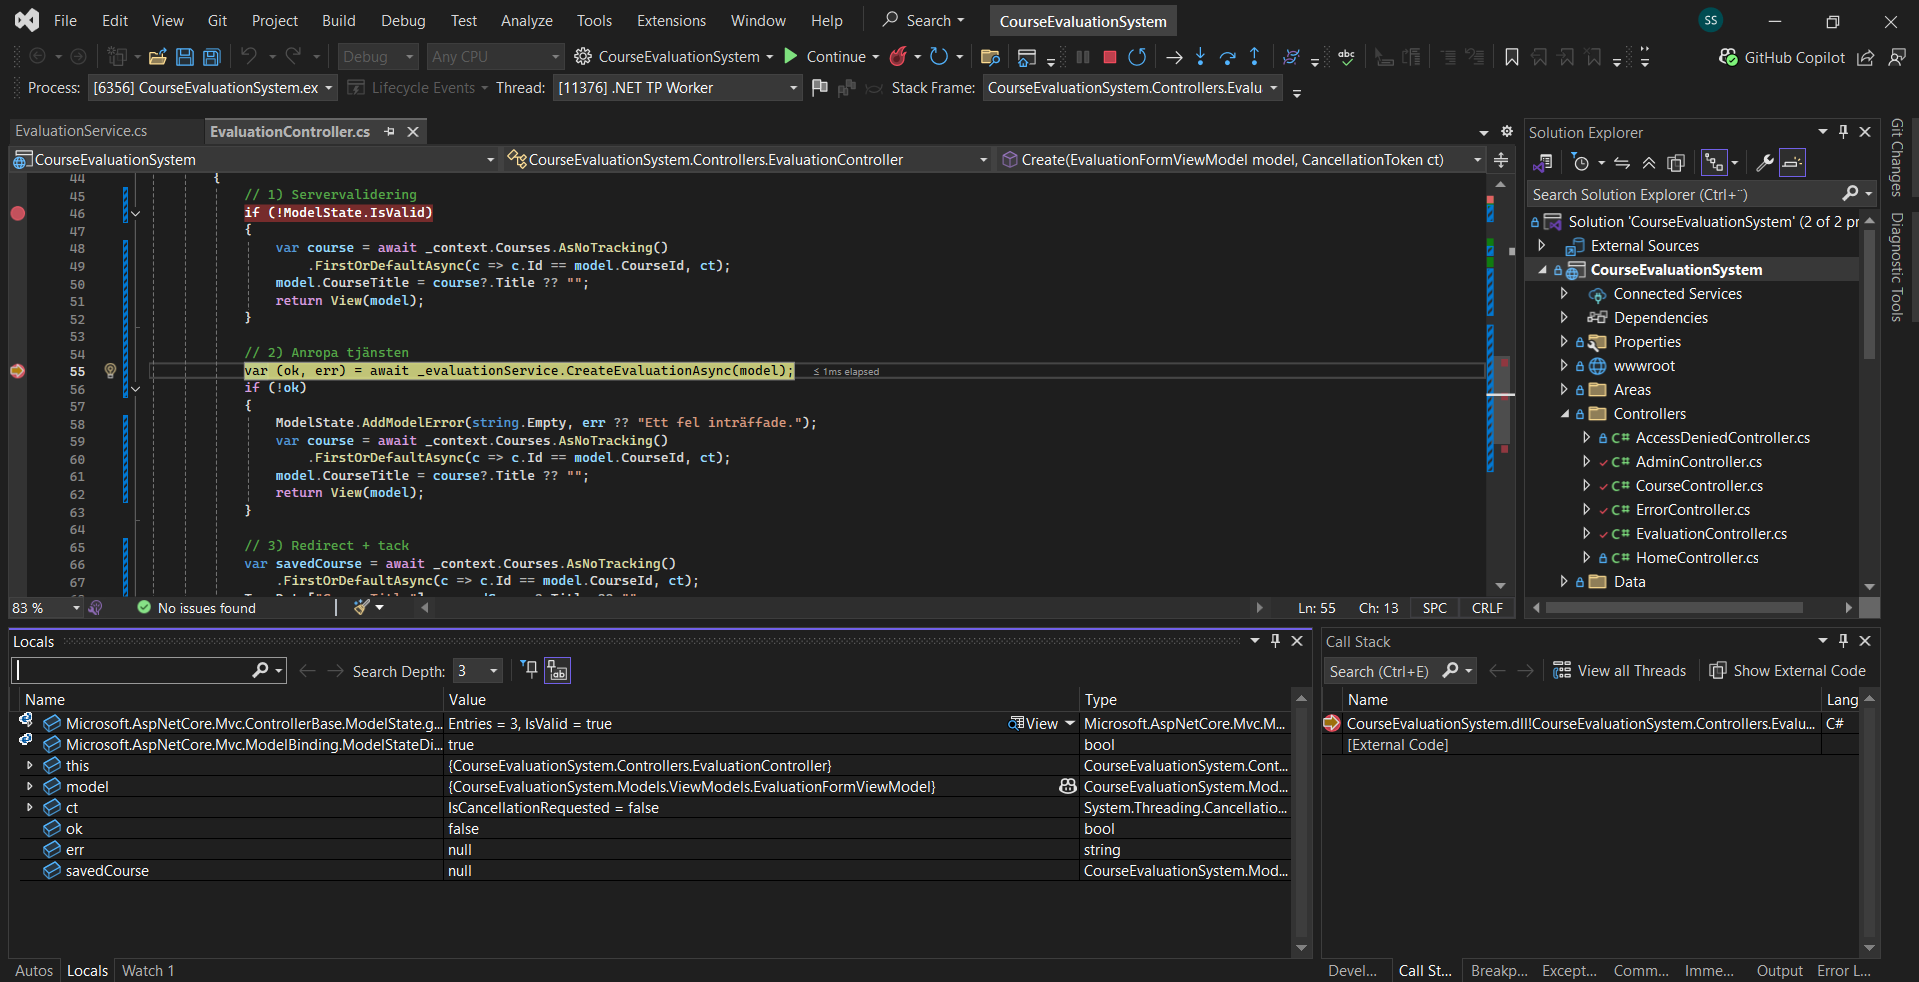 File Edit View Git Project Build Debug Test Analyze Tools Extensions Window Help Search CourseEvaluationSystem SS
Debug Any CPU CourseEvaluationSystem Continue GitHub Copilot
Process: [6356] CourseEvaluationSystem.ex Lifecycle Events Thread: [11376] .NET TP Worker Stack Frame: CourseEvaluationSystem.Controllers.Evalu
EvaluationService.cs EvaluationController.cs
CourseEvaluationSystem CourseEvaluationSystem.Controllers.EvaluationController Create(EvaluationFormViewModel model, CancellationToken ct)
44 {
45 // 1) Servervalidering
46 if (!ModelState.IsValid)
47 {
48 var course = await _context.Courses.AsNoTracking()
49 .FirstOrDefaultAsync(c => c.Id == model.CourseId, ct);
50 model.CourseTitle = course?.Title ?? "";
51 return View(model);
52 }
53
54 // 2) Anropa tjänsten
55 var (ok, err) = await _evaluationService.CreateEvaluationAsync(model); ≤ 1ms elapsed
56 if (!ok)
57 {
58 ModelState.AddModelError(string.Empty, err ?? "Ett fel inträffade.");
59 var course = await _context.Courses.AsNoTracking()
60 .FirstOrDefaultAsync(c => c.Id == model.CourseId, ct);
61 model.CourseTitle = course?.Title ?? "";
62 return View(model);
63 }
64
65 // 3) Redirect + tack
66 var savedCourse = await _context.Courses.AsNoTracking()
67 .FirstOrDefaultAsync(c => c.Id == model.CourseId, ct);
83 % No issues found Ln: 55 Ch: 13 SPC CRLF
Solution Explorer
Search Solution Explorer (Ctrl+¨)
Solution 'CourseEvaluationSystem' (2 of 2 pr
External Sources
CourseEvaluationSystem
Connected Services
Dependencies
Properties
wwwroot
Areas
Controllers
C# AccessDeniedController.cs
C# AdminController.cs
C# CourseController.cs
C# ErrorController.cs
C# EvaluationController.cs
C# HomeController.cs
Data
Git Changes
Diagnostic Tools
Locals
Search Depth: 3
Name Value Type
Microsoft.AspNetCore.Mvc.ControllerBase.ModelState.g... Entries = 3, IsValid = true View Microsoft.AspNetCore.Mvc.M...
Microsoft.AspNetCore.Mvc.ModelBinding.ModelStateDi... true bool
this {CourseEvaluationSystem.Controllers.EvaluationController} CourseEvaluationSystem.Cont...
model {CourseEvaluationSystem.Models.ViewModels.EvaluationFormViewModel} CourseEvaluationSystem.Mod...
ct IsCancellationRequested = false System.Threading.Cancellatio...
ok false bool
err null string
savedCourse null CourseEvaluationSystem.Mod...
Autos Locals Watch 1
Call Stack
Search (Ctrl+E) View all Threads Show External Code
Name Lang
CourseEvaluationSystem.dll!CourseEvaluationSystem.Controllers.Evalu... C#
[External Code]
Devel... Call St... Breakp... Except... Comm... Imme... Output Error L...